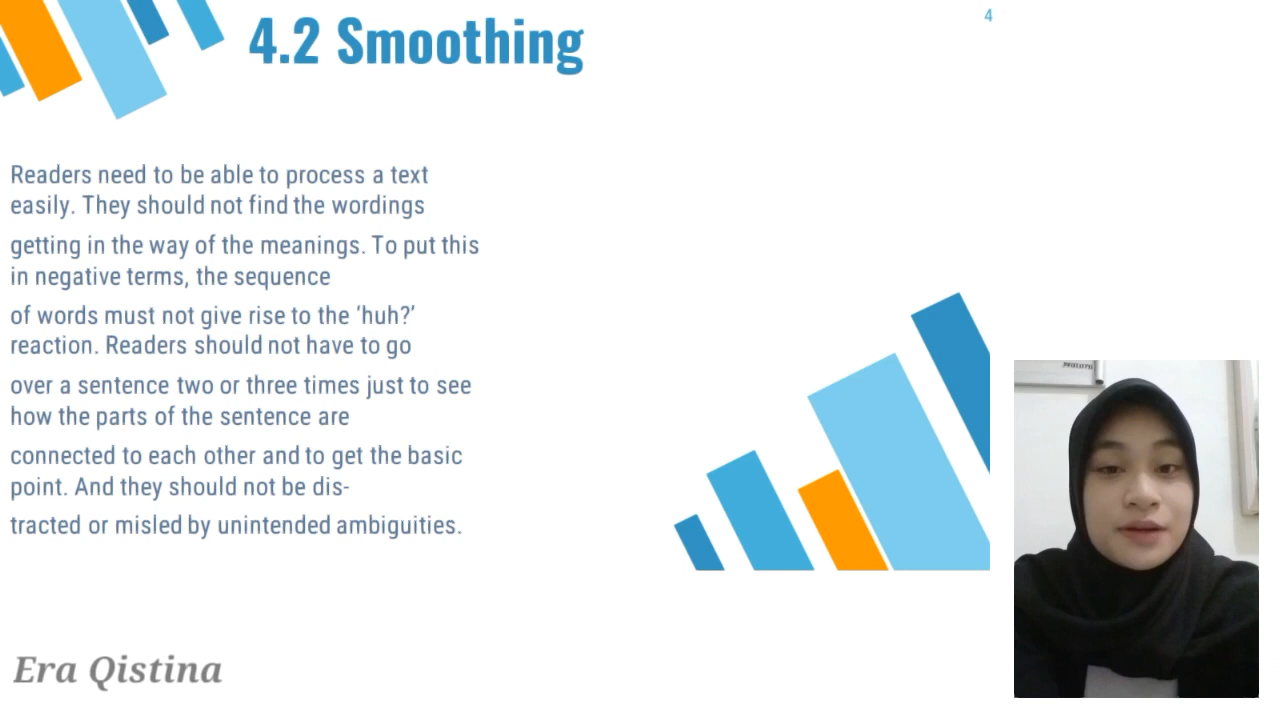 4
4.2 Smoothing
Readers need to be able to process a text
easily. They should not find the wordings
getting in the way of the meanings. To put this
in negative terms, the sequence
of words must not give rise to the ‘huh?’
reaction. Readers should not have to go
over a sentence two or three times just to see
how the parts of the sentence are
connected to each other and to get the basic
point. And they should not be dis-
tracted or misled by unintended ambiguities.
Era Qistina